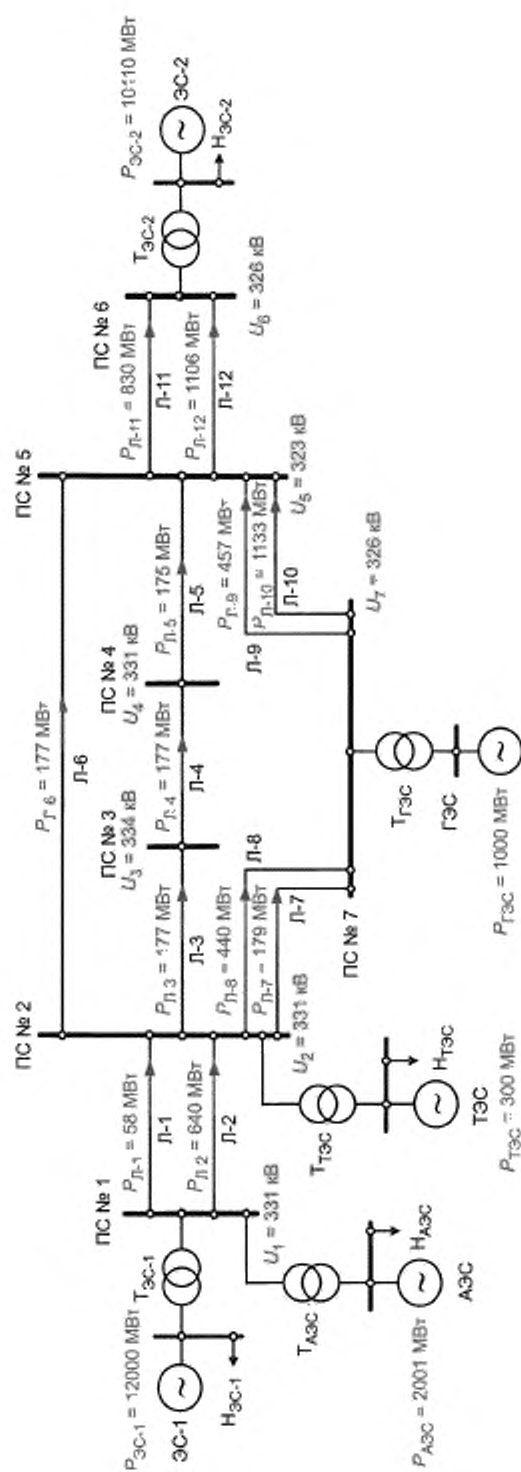 P_ЭС-1 = 12000 МВт
ЭС-1
Н_ЭС-1
Т_ЭС-1
ПС № 1
U_1 = 331 кВ
Т_АЭС
Н_АЭС
АЭС
P_АЭС = 2001 МВт
P_Л-1 = 58 МВт
Л-1
P_Л-2 = 640 МВт
Л-2
ПС № 2
U_2 = 331 кВ
Т_ТЭС
Н_ТЭС
ТЭС
P_ТЭС = 300 МВт
P_Л-6 = 177 МВт
Л-6
P_Л-3 = 177 МВт
Л-3
ПС № 3
U_3 = 334 кВ
P_Л-4 = 177 МВт
Л-4
ПС № 4
U_4 = 331 кВ
P_Л-5 = 175 МВт
Л-5
P_Л-8 = 440 МВт
Л-8
P_Л-7 = 179 МВт
Л-7
ПС № 7
U_7 = 326 кВ
Т_ГЭС
ГЭС
P_ГЭС = 1000 МВт
P_Л-9 = 457 МВт
Л-9
P_Л-10 = 1133 МВт
Л-10
ПС № 5
U_5 = 323 кВ
P_Л-11 = 830 МВт
Л-11
P_Л-12 = 1106 МВт
Л-12
ПС № 6
U_6 = 326 кВ
Т_ЭС-2
P_ЭС-2 = 10110 МВт
ЭС-2
Н_ЭС-2